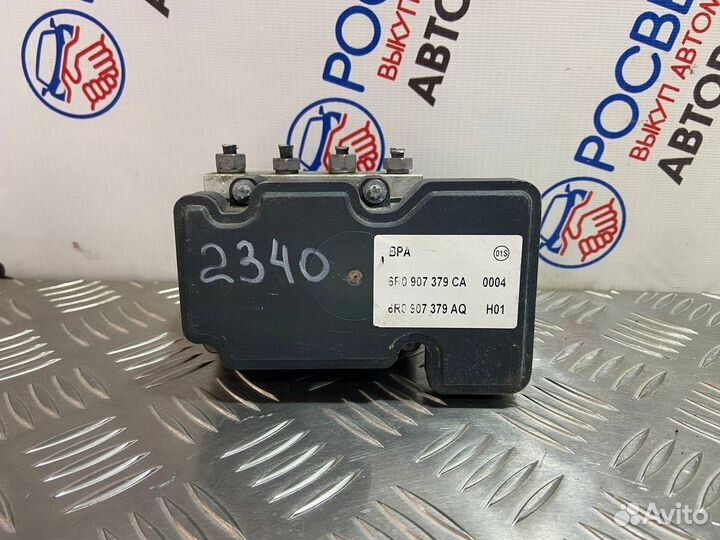 РОСВЕ
ВЫКУП АВТОМО
АВТОР
РОСВ
ВЫКУП АВТОМ
АВТО
2340
BPA
01S
6R0 907 379 CA 0004
6R0 907 379 AQ H01
Avito